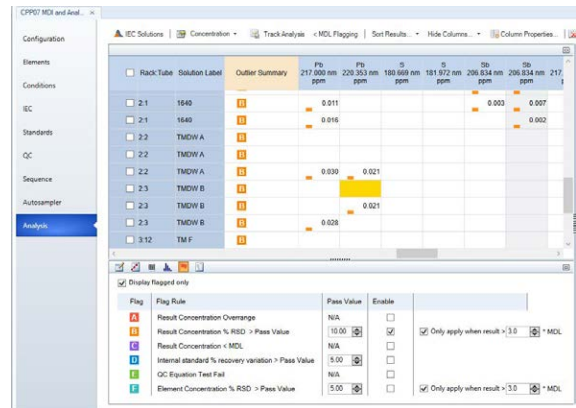 CPP07 MDI and Anal...
IEC Solutions Concentration Track Analysis <MDL Flagging Sort Results... Hide Columns... Column Properties...
Configuration
Elements
Conditions
IEC
Standards
QC
Sequence
Autosampler
Analysis
Rack:Tube Solution Label Outlier Summary Pb 217.000 nm ppm Pb 220.353 nm ppm S 180.669 nm ppm S 181.972 nm ppm Sb 206.834 nm ppm Sb 206.834 nm ppm 217
2:1 1640 B 0.011 0.003 0.007
2:1 1640 B 0.016 0.002
2:2 TMDW A B
2:2 TMDW A B
2:2 TMDW A B 0.030 0.021
2:3 TMDW B B
2:3 TMDW B B 0.021
2:3 TMDW B B 0.028
3:12 TM F B
Display flagged only
Flag Flag Rule Pass Value Enable
A Result Concentration Overrange N/A
B Result Concentration % RSD > Pass Value 10.00 Only apply when result > 3.0 * MDL
C Result Concentration < MDL N/A
D Internal standard % recovery variation > Pass Value 5.00
E QC Equation Test Fail N/A
F Element Concentration % RSD > Pass Value 5.00 Only apply when result > 3.0 * MDL